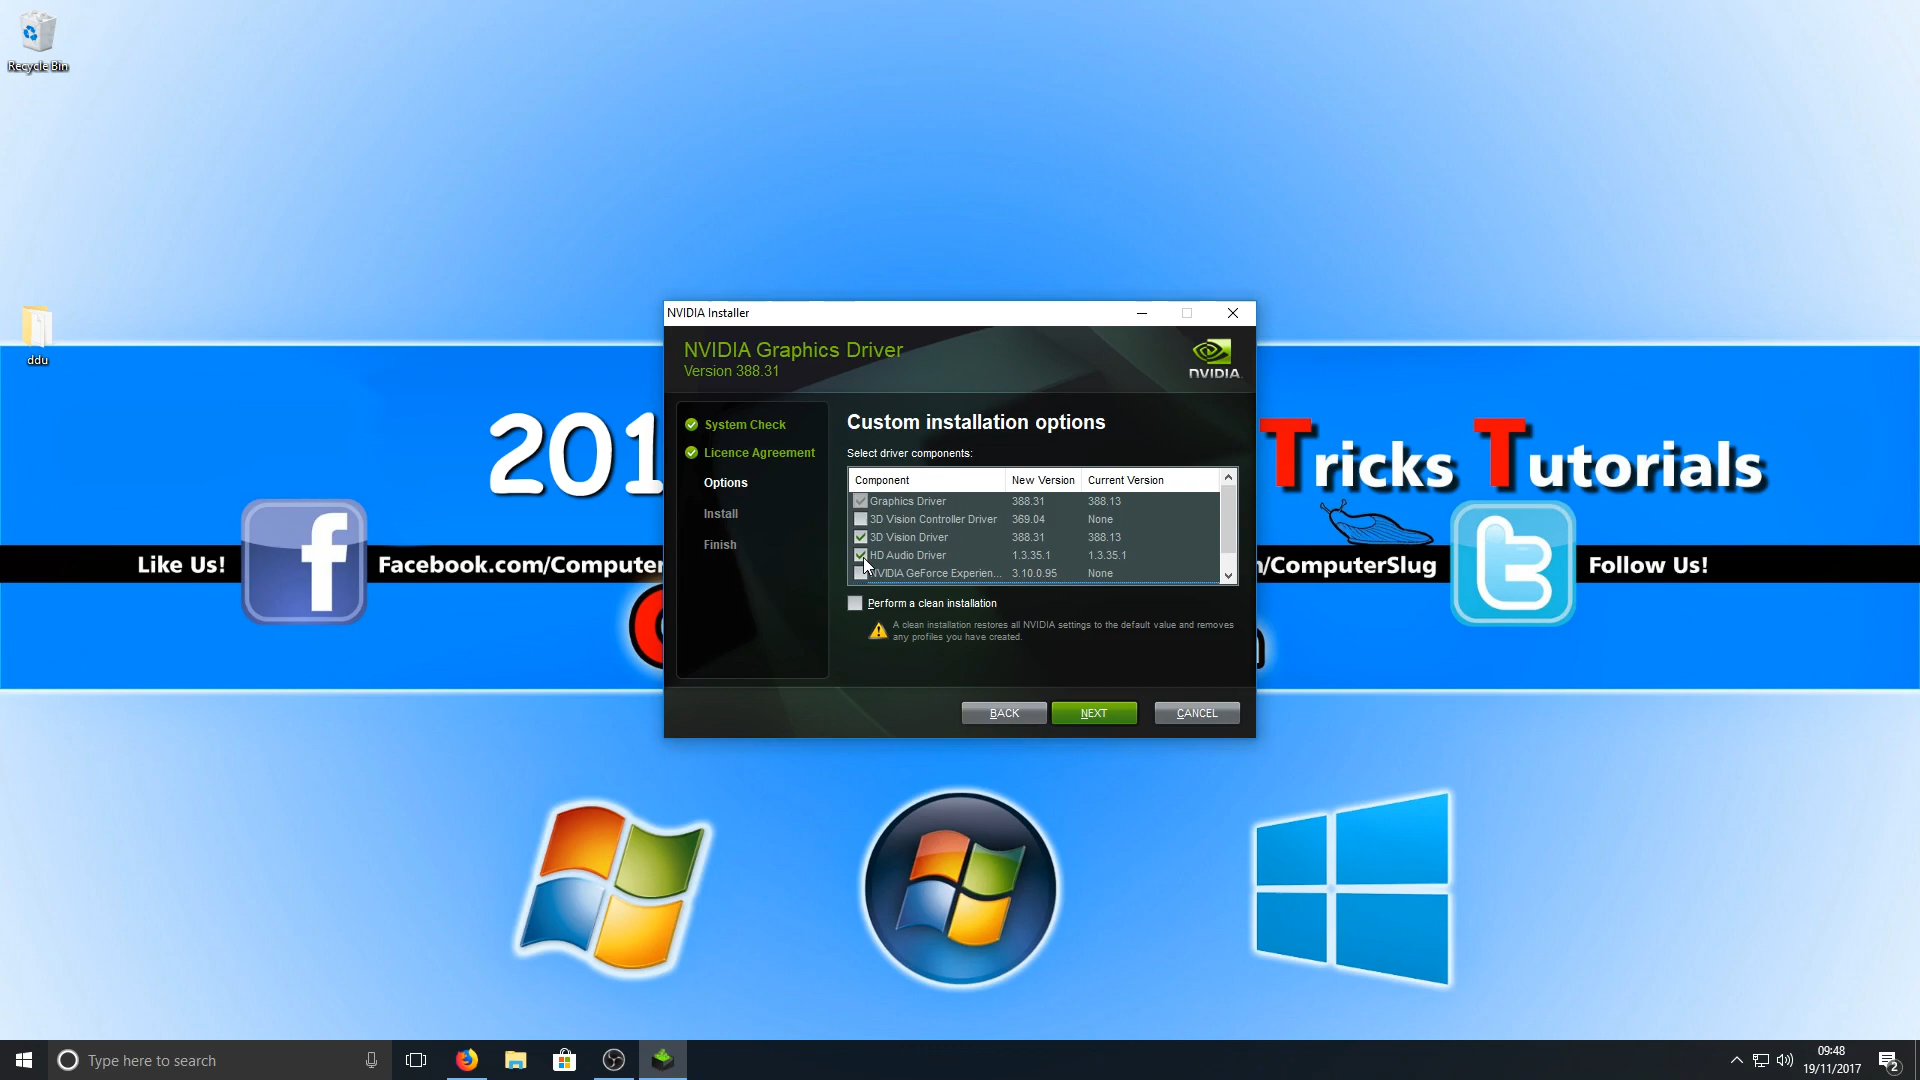 Recycle Bin
ddu
NVIDIA Installer
NVIDIA Graphics Driver
Version 388.31
NVIDIA.
System Check
Licence Agreement
Options
Install
Finish
Custom installation options
Select driver components:
Component New Version Current Version
Graphics Driver 388.31 388.13
3D Vision Controller Driver 369.04 None
3D Vision Driver 388.31 388.13
HD Audio Driver 1.3.35.1 1.3.35.1
NVIDIA GeForce Experien... 3.10.0.95 None
Perform a clean installation
A clean installation restores all NVIDIA settings to the default value and removes
any profiles you have created.
BACK NEXT CANCEL
201 Tricks Tutorials
Like Us! f Facebook.com/Computer /ComputerSlug Follow Us!
Type here to search
09:48
19/11/2017
2